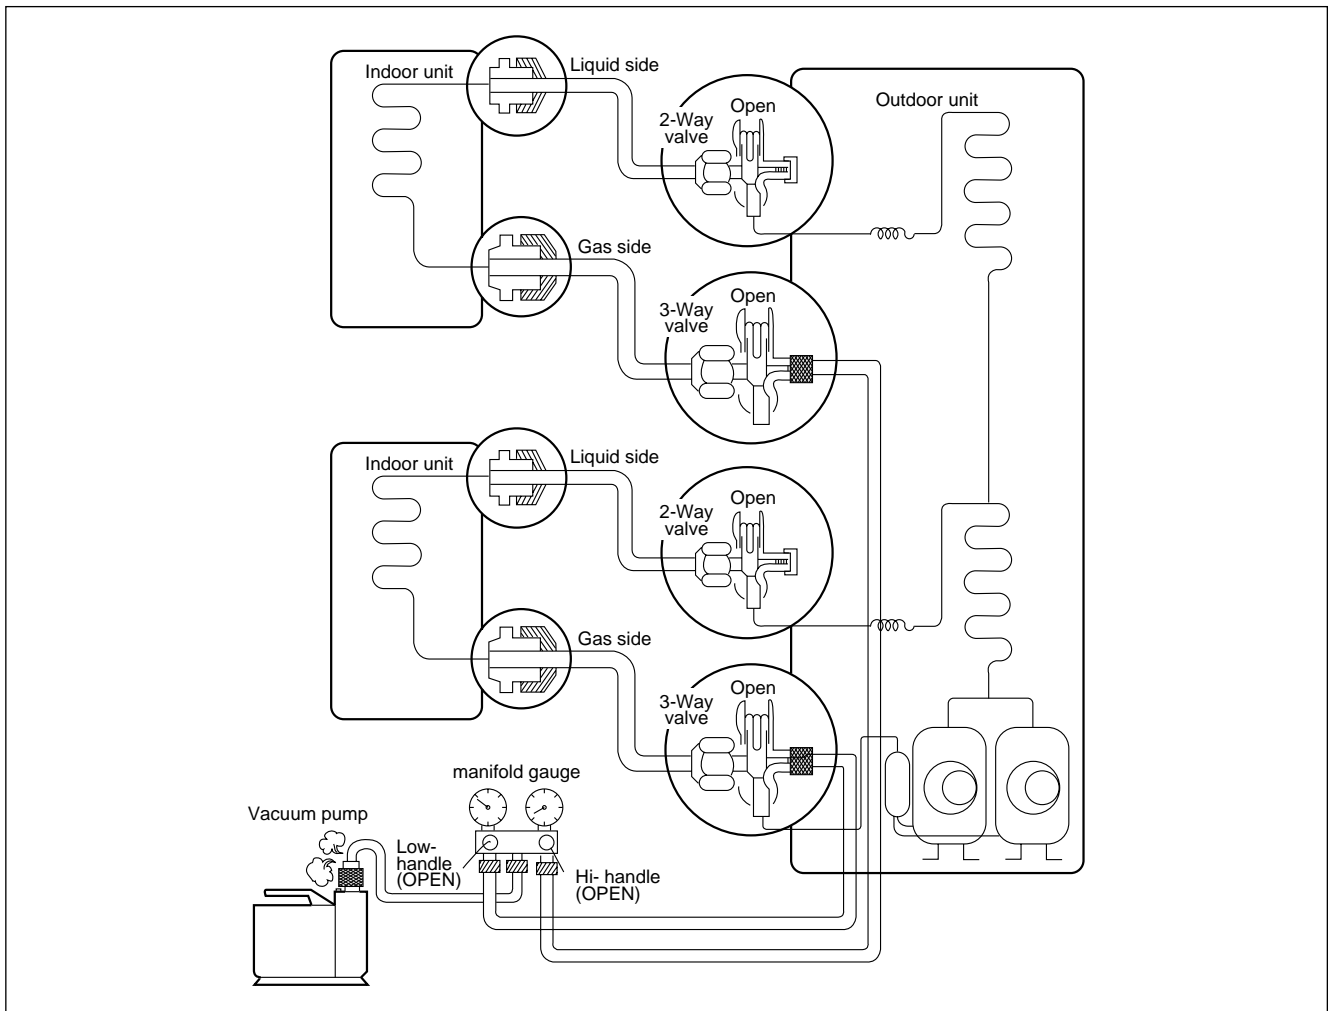 Indoor unit
Liquid side
2-Way
valve
Open
Outdoor unit
Gas side
3-Way
valve
Open
Indoor unit
Liquid side
2-Way
valve
Open
Gas side
3-Way
valve
Open
manifold gauge
Vacuum pump
Low-
handle
(OPEN)
Hi- handle
(OPEN)